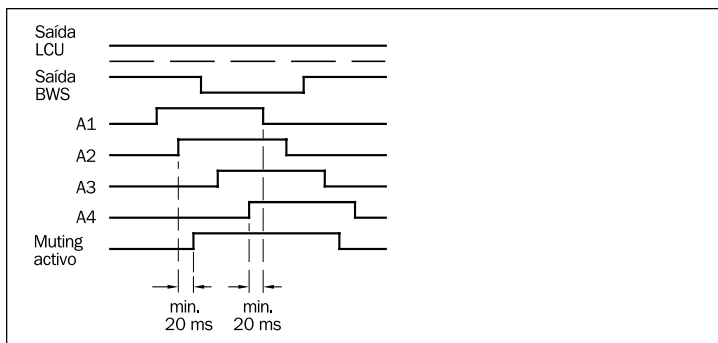 Saída
LCU
Saída
BWS
A1
A2
A3
A4
Muting
activo
min.
20 ms
min.
20 ms